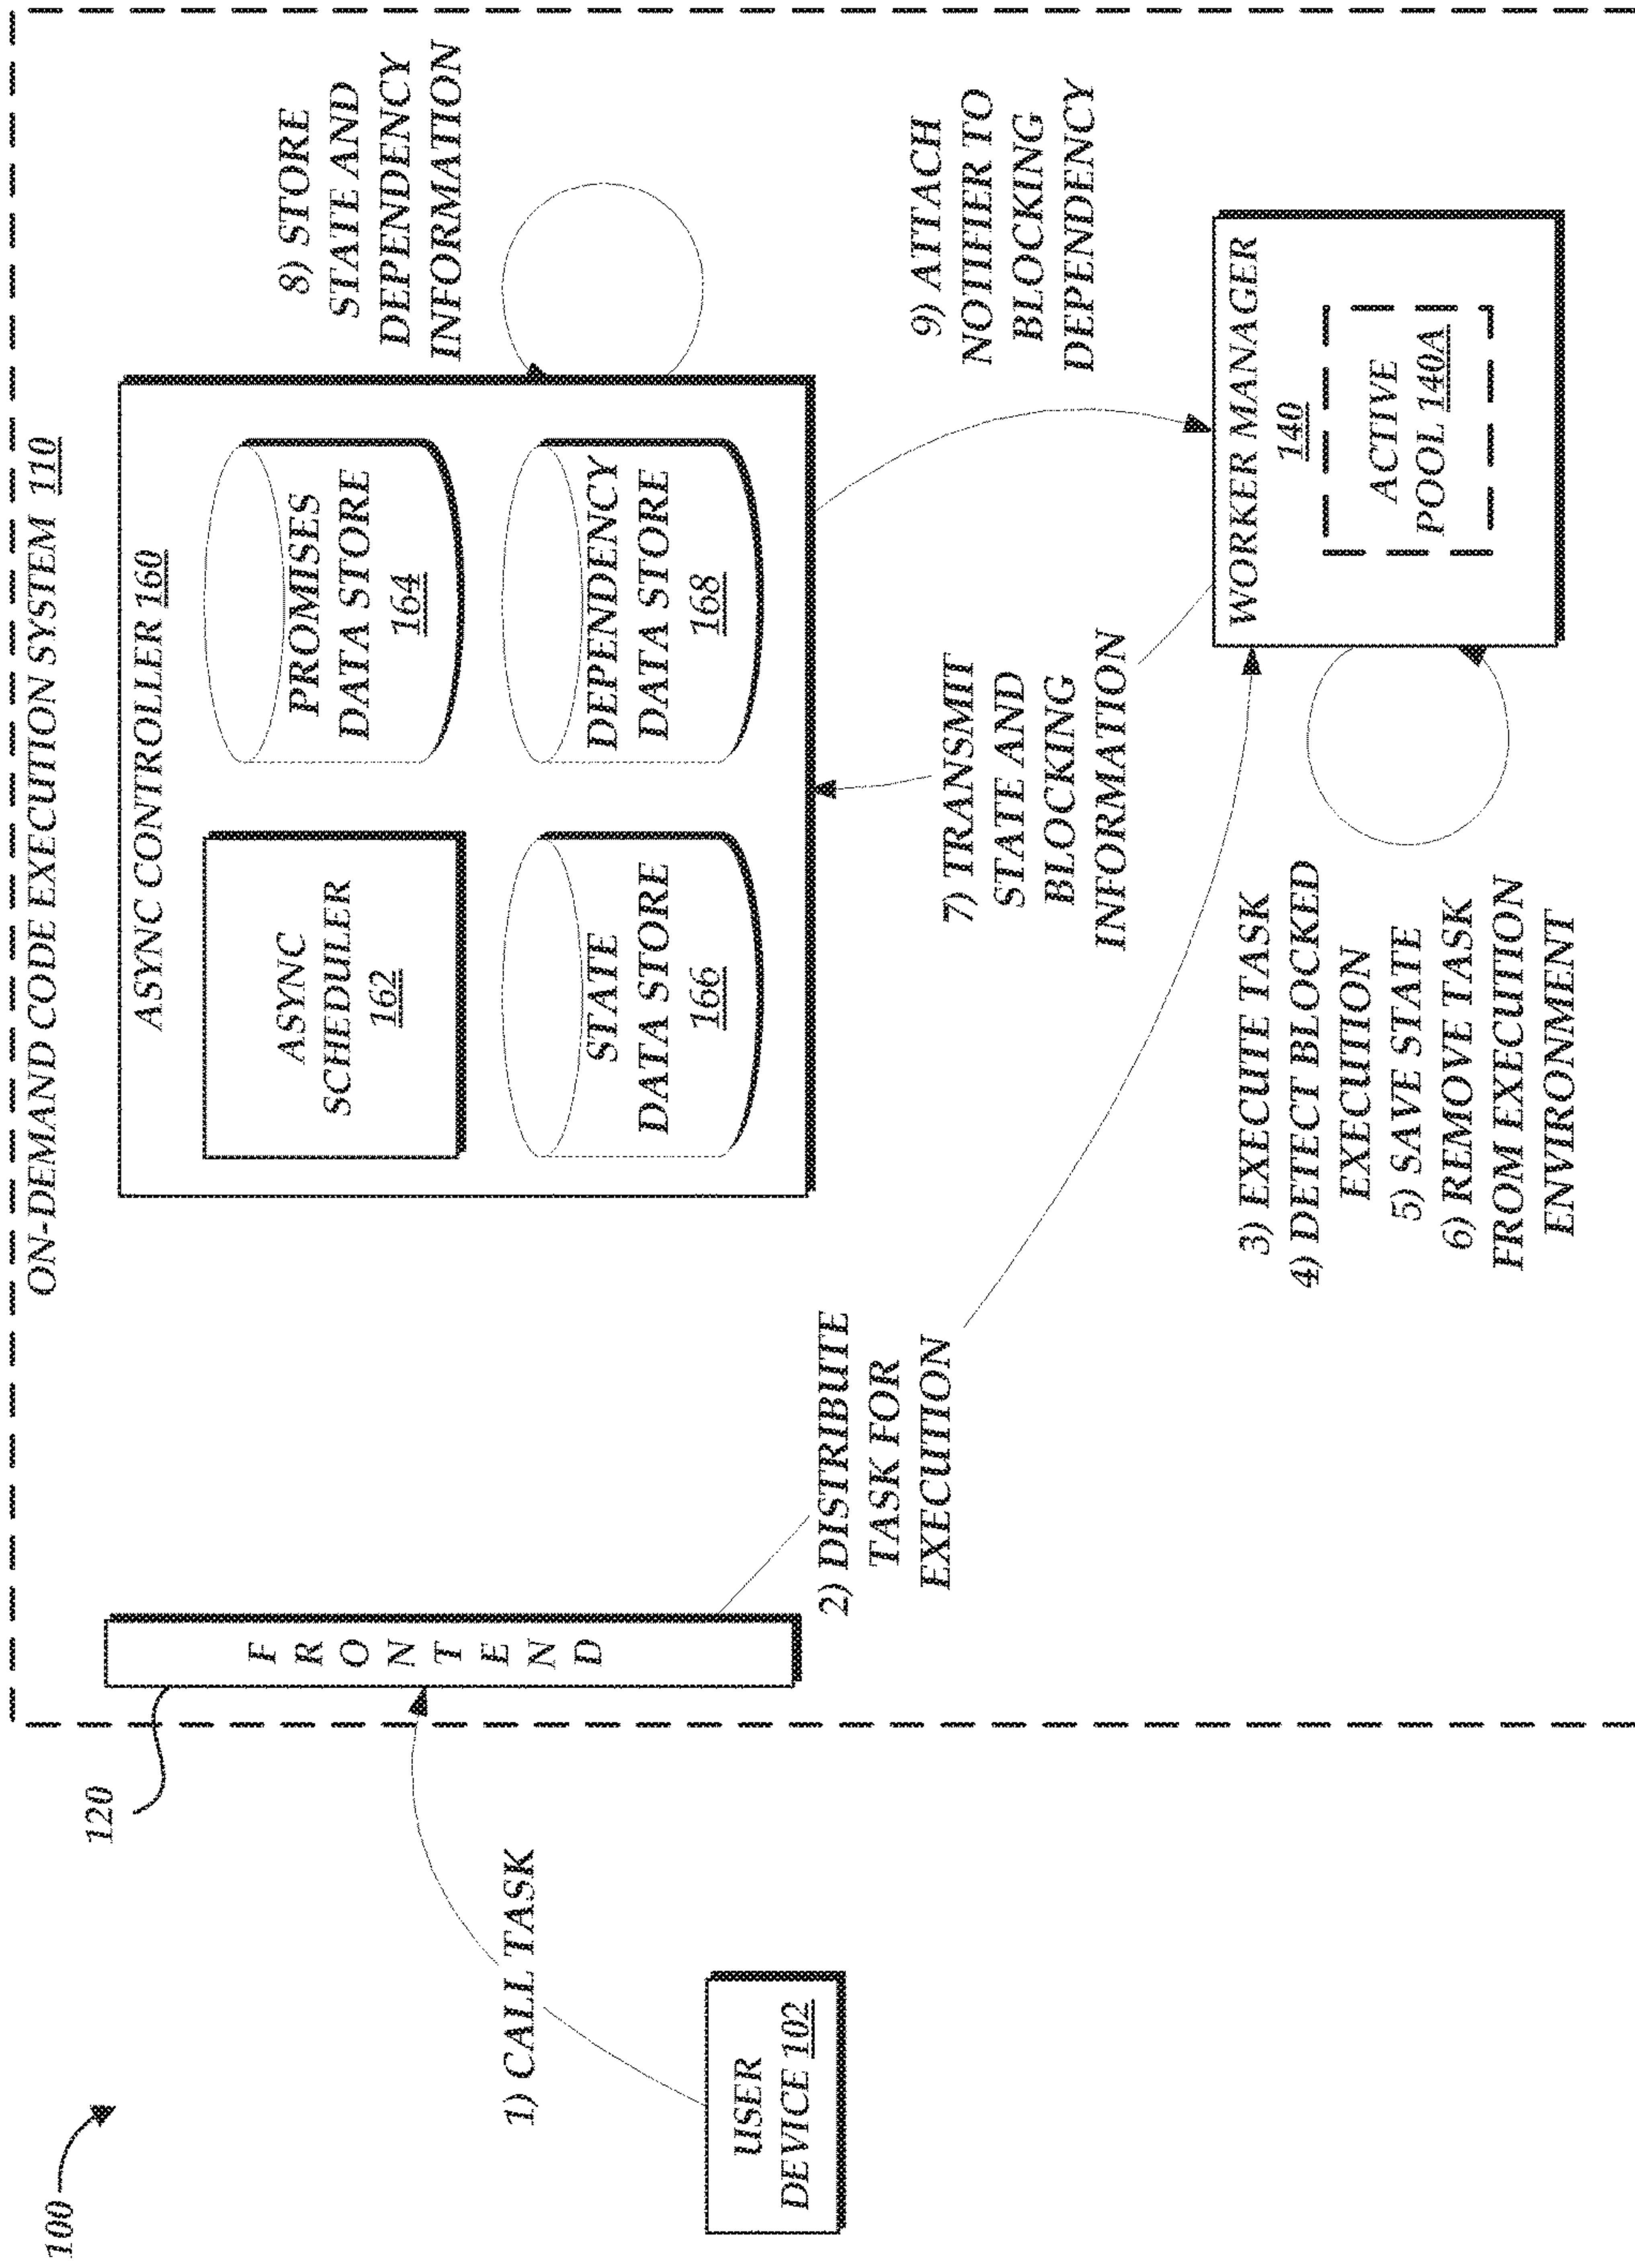 100
120
ON-DEMAND CODE EXECUTION SYSTEM 110
ASYNC CONTROLLER 160
ASYNC
SCHEDULER
162
PROMISES
DATA STORE
164
STATE
DATA STORE
166
DEPENDENCY
DATA STORE
168
8) STORE
STATE AND
DEPENDENCY
INFORMATION
F
R
O
N
T
E
N
D
1) CALL TASK
USER
DEVICE 102
2) DISTRIBUTE
TASK FOR
EXECUTION
7) TRANSMIT
STATE AND
BLOCKING
INFORMATION
9) ATTACH
NOTIFIER TO
BLOCKING
DEPENDENCY
3) EXECUTE TASK
4) DETECT BLOCKED
EXECUTION
5) SAVE STATE
6) REMOVE TASK
FROM EXECUTION
ENVIRONMENT
WORKER MANAGER
140
ACTIVE
POOL 140A